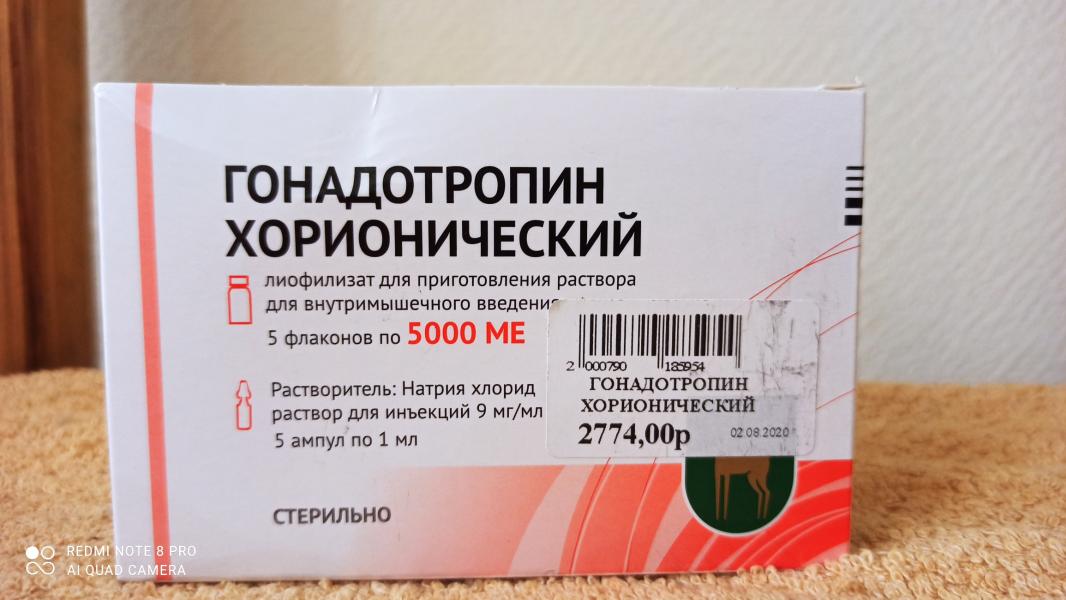 ГОНАДОТРОПИН
ХОРИОНИЧЕСКИЙ
лиофилизат для приготовления раствора
для внутримышечного введения
5 флаконов по 5000 МЕ
Растворитель: Натрия хлорид
раствор для инъекций 9 мг/мл
5 ампул по 1 мл
СТЕРИЛЬНО
2 000790 185954
ГОНАДОТРОПИН
ХОРИОНИЧЕСКИЙ
2774,00р 02.08.2020
REDMI NOTE 8 PRO
AI QUAD CAMERA